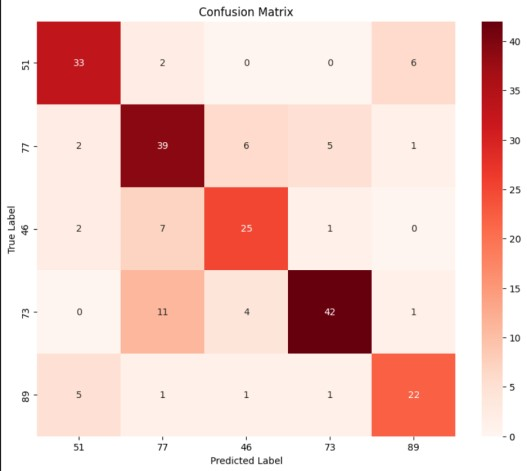 Confusion Matrix
51 33 2 0 0 6
77 2 39 6 5 1
46 2 7 25 1 0
73 0 11 4 42 1
89 5 1 1 1 22
51 77 46 73 89
True Label
Predicted Label
40
35
30
25
20
15
10
5
0